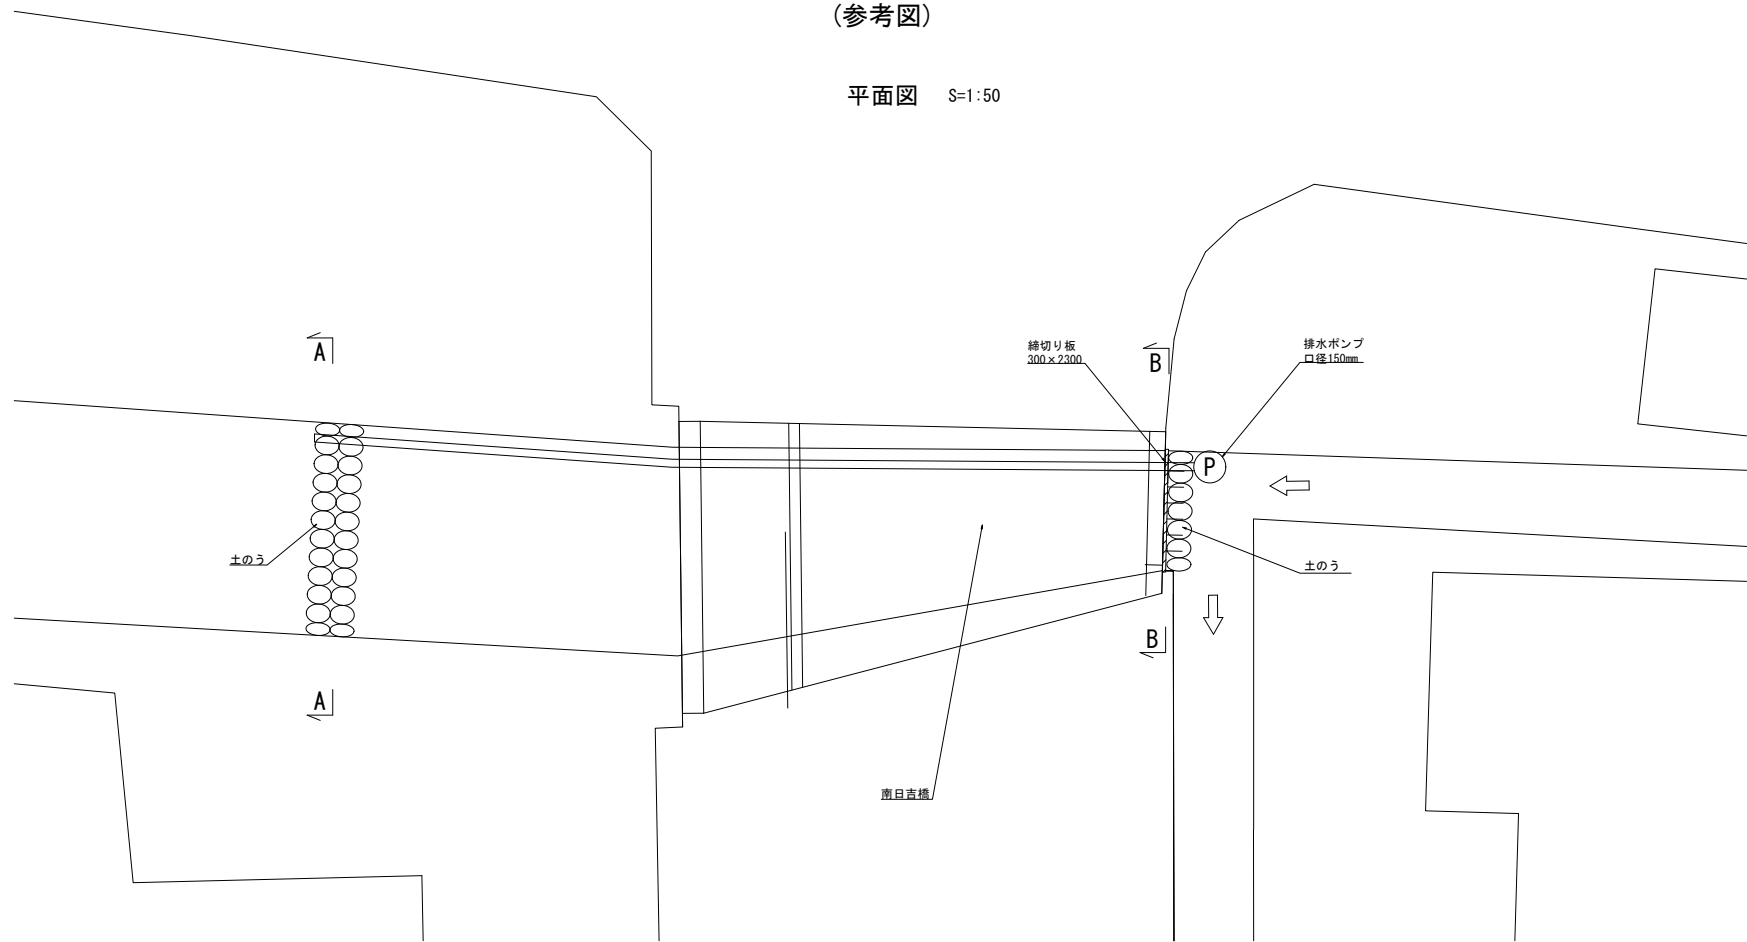 (参考図)
平面図 S=1:50
A
B
締切り板
300×2300
排水ポンプ
口径150mm
P
土のう
土のう
B
A
南日吉橋